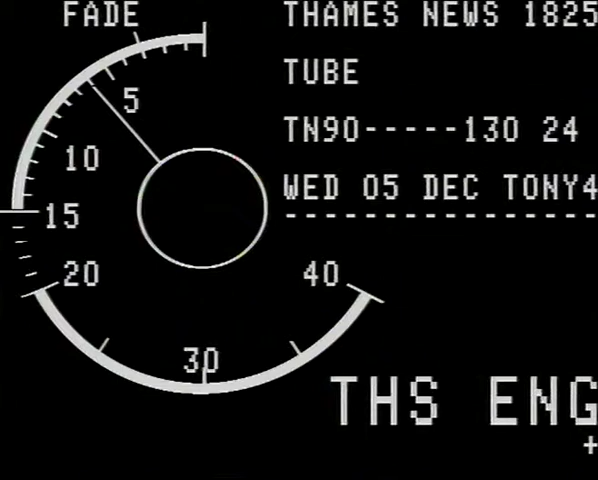 FADE
THAMES NEWS 1825
TUBE
5
TN90-----130 24
10
WED 05 DEC TONY4
----------------
15
20
40
30
THS ENG
+